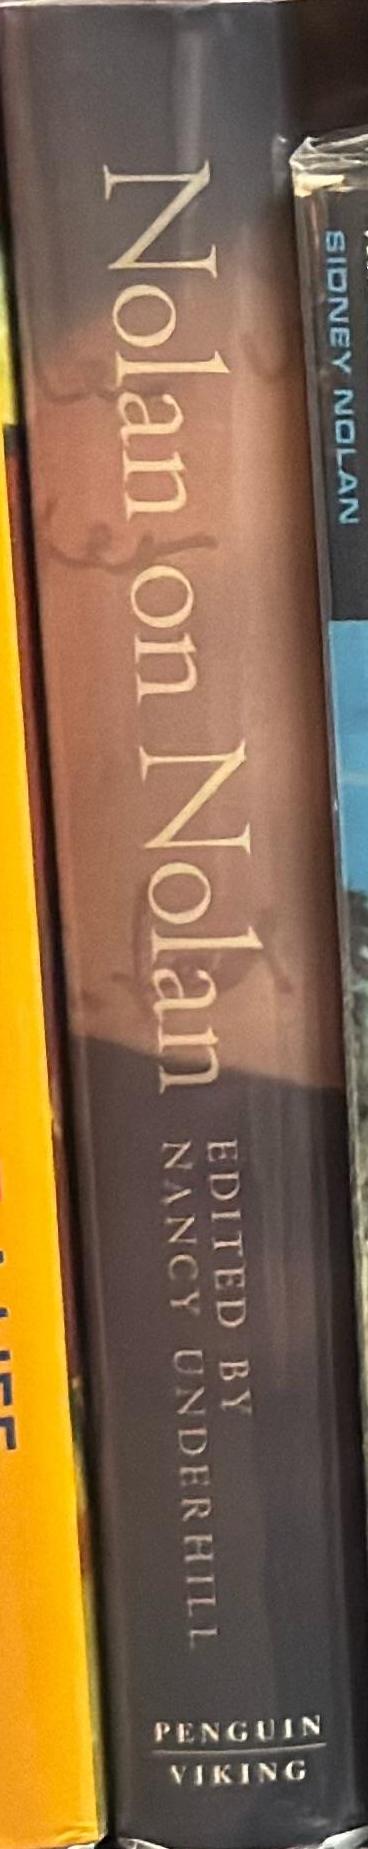 Nolan on Nolan
EDITED BY
NANCY UNDERHILL
PENGUIN
VIKING
SIDNEY NOLAN